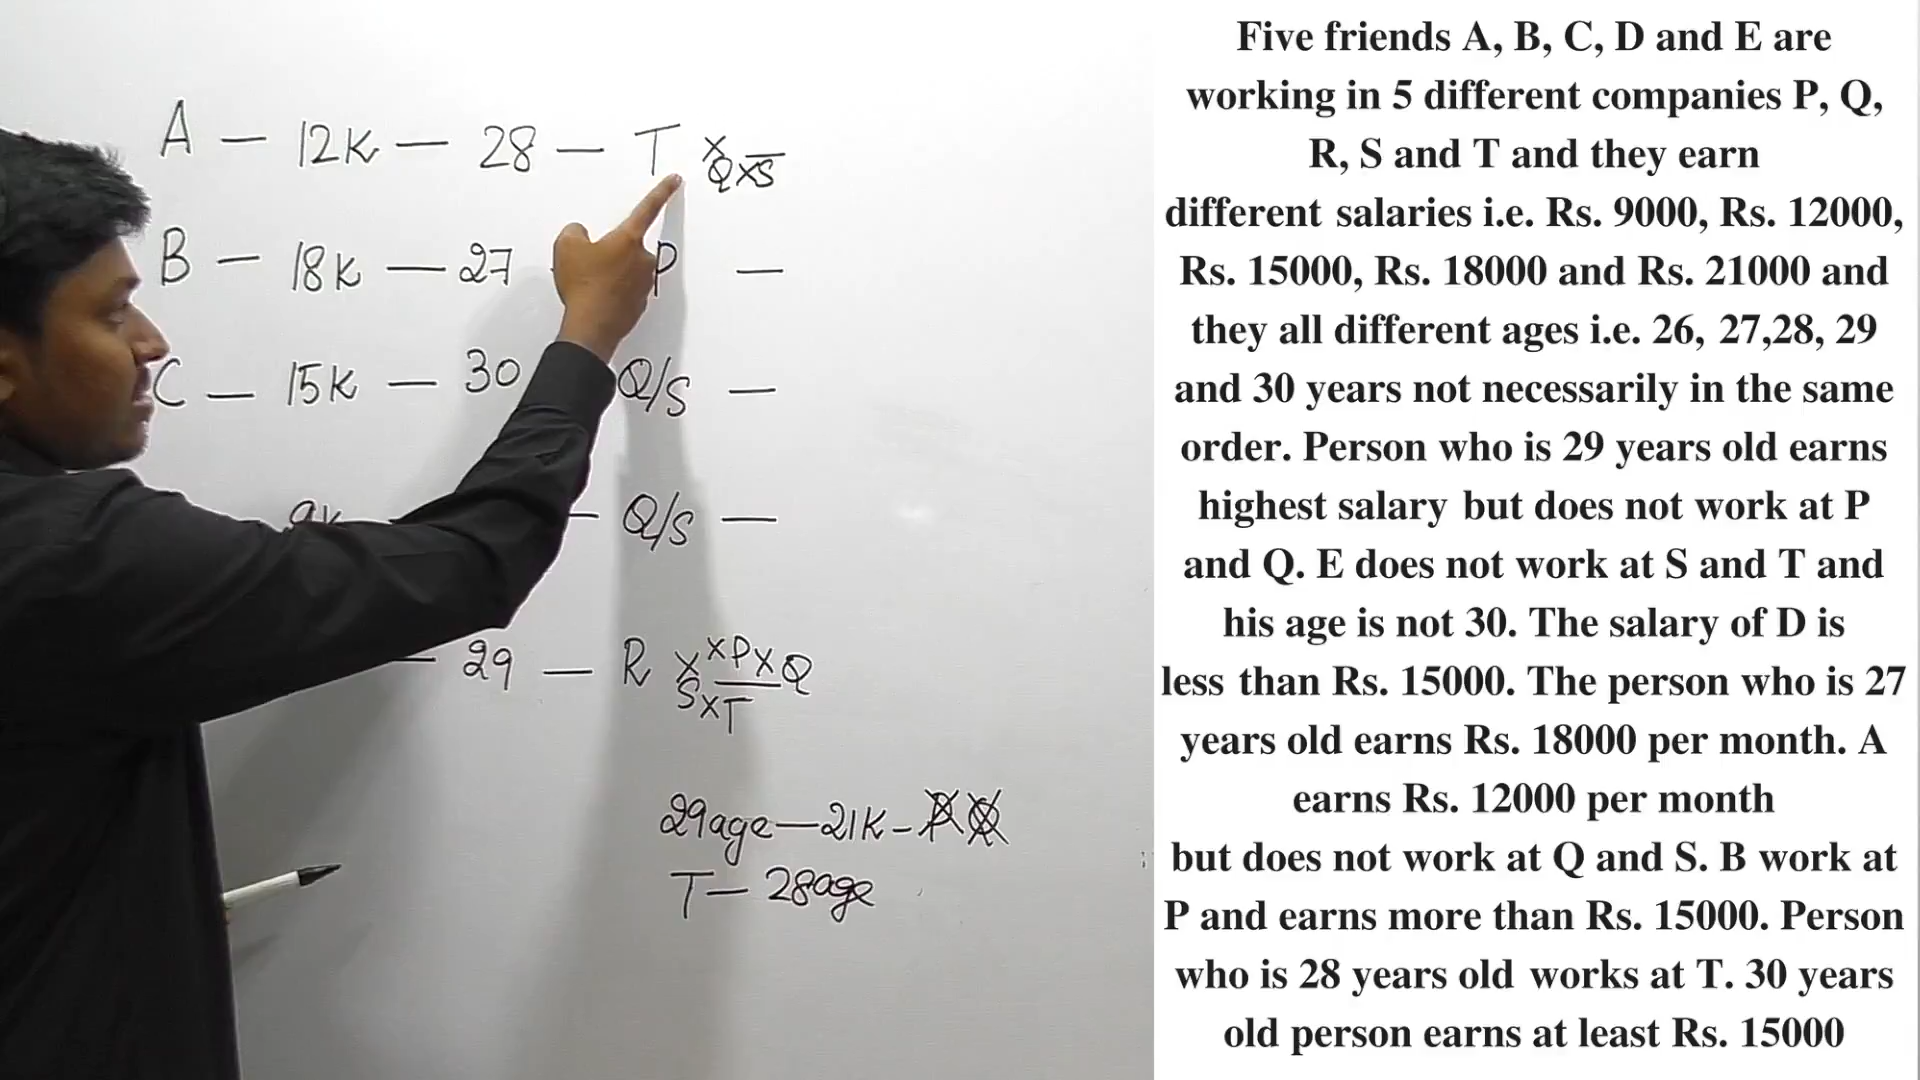 A — 12K — 28 — T ×Q×S
B — 18K — 27 P —
C — 15K — 30 Q/S —
9K — Q/S —
— 29 — R ××P×Q
S×T
29age — 21K - P Q
T — 28age
Five friends A, B, C, D and E are
working in 5 different companies P, Q,
R, S and T and they earn
different salaries i.e. Rs. 9000, Rs. 12000,
Rs. 15000, Rs. 18000 and Rs. 21000 and
they all different ages i.e. 26, 27,28, 29
and 30 years not necessarily in the same
order. Person who is 29 years old earns
highest salary but does not work at P
and Q. E does not work at S and T and
his age is not 30. The salary of D is
less than Rs. 15000. The person who is 27
years old earns Rs. 18000 per month. A
earns Rs. 12000 per month
but does not work at Q and S. B work at
P and earns more than Rs. 15000. Person
who is 28 years old works at T. 30 years
old person earns at least Rs. 15000